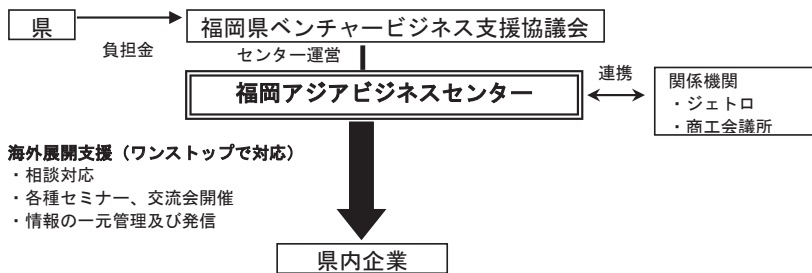 県
福岡県ベンチャービジネス支援協議会
負担金
センター運営
福岡アジアビジネスセンター
連携
関係機関
・ジェトロ
・商工会議所
海外展開支援（ワンストップで対応）
・相談対応
・各種セミナー、交流会開催
・情報の一元管理及び発信
県内企業